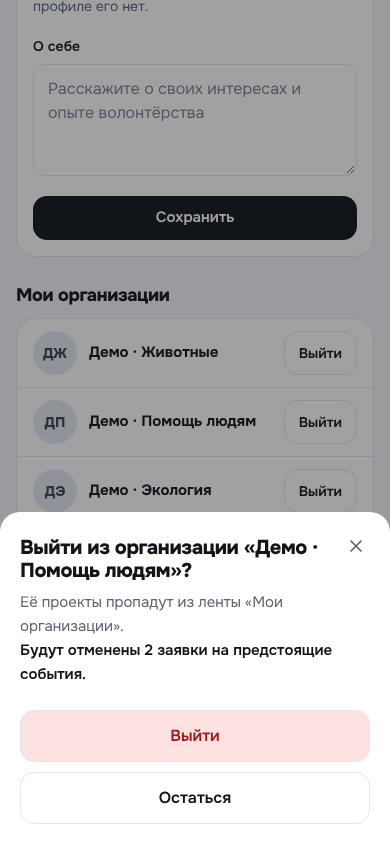 профиле его нет.
О себе
Расскажите о своих интересах и
опыте волонтёрства
Сохранить
Мои организации
ДЖ Демо · Животные Выйти
ДП Демо · Помощь людям Выйти
ДЭ Демо · Экология Выйти
Выйти из организации «Демо ·
Помощь людям»?
Её проекты пропадут из ленты «Мои
организации».
Будут отменены 2 заявки на предстоящие
события.
Выйти
Остаться